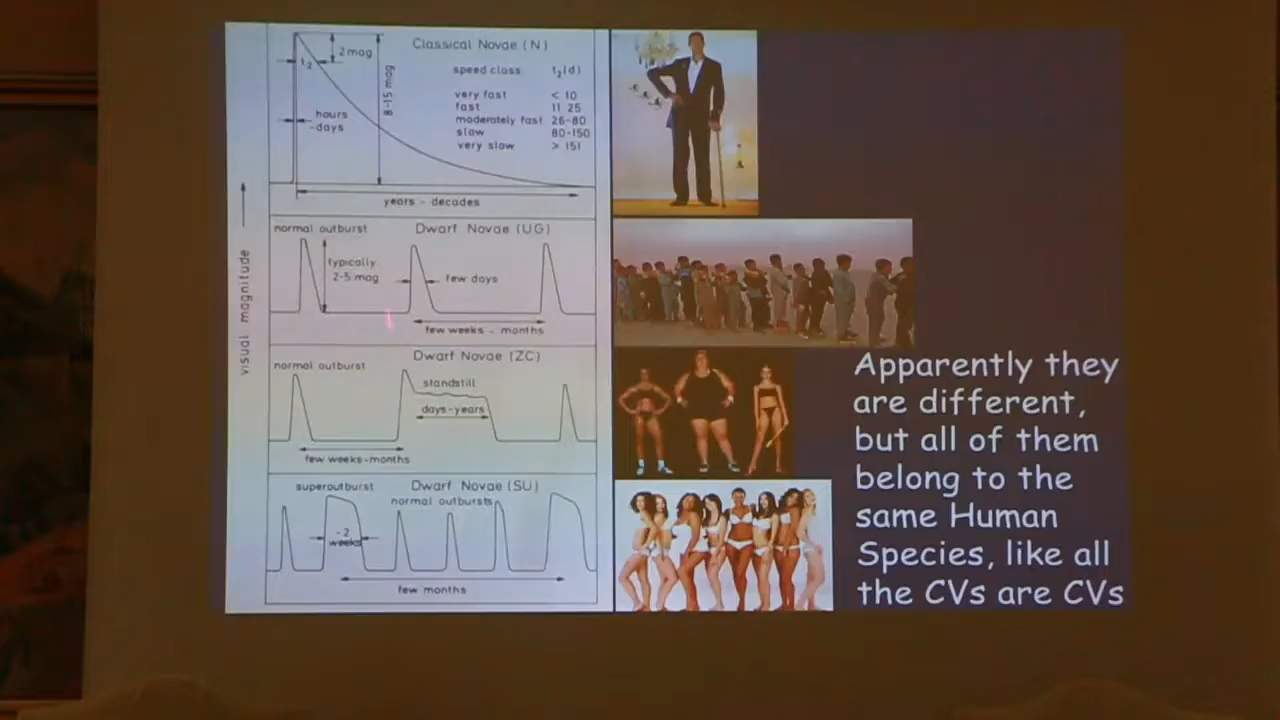 Classical Novae (N)
2 mag
t2
8-15 mag
speed class t2(d)
very fast < 10
fast 11 25
moderately fast 26-80
slow 80-150
very slow > 151
hours
-days
years - decades
visual magnitude
normal outburst
Dwarf Novae (UG)
typically
2-5 mag
few days
few weeks - months
Dwarf Novae (ZC)
normal outburst
standstill
days-years
few weeks-months
superoutburst
Dwarf Novae (SU)
normal outbursts
~2
weeks
few months
Apparently they
are different,
but all of them
belong to the
same Human
Species, like all
the CVs are CVs